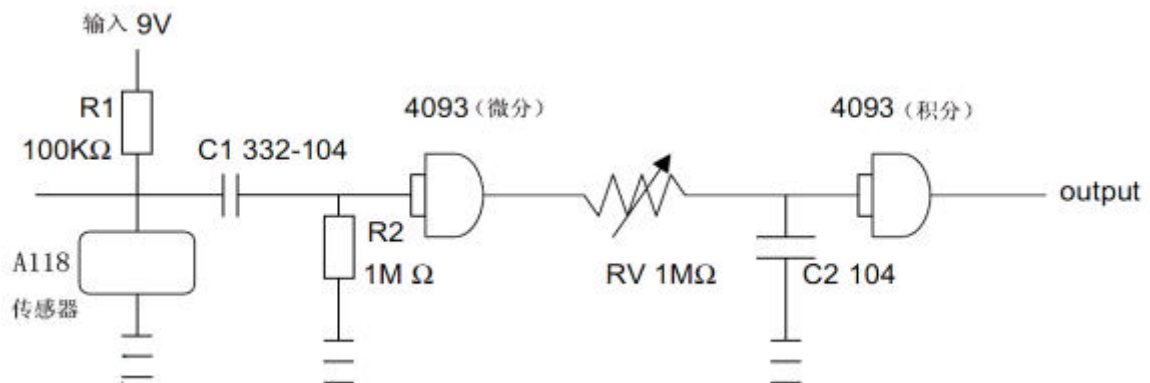 输入 9V
R1
100KΩ
C1 332-104
4093（微分）
4093（积分）
output
A118
传感器
R2
1M Ω
RV 1MΩ
C2 104